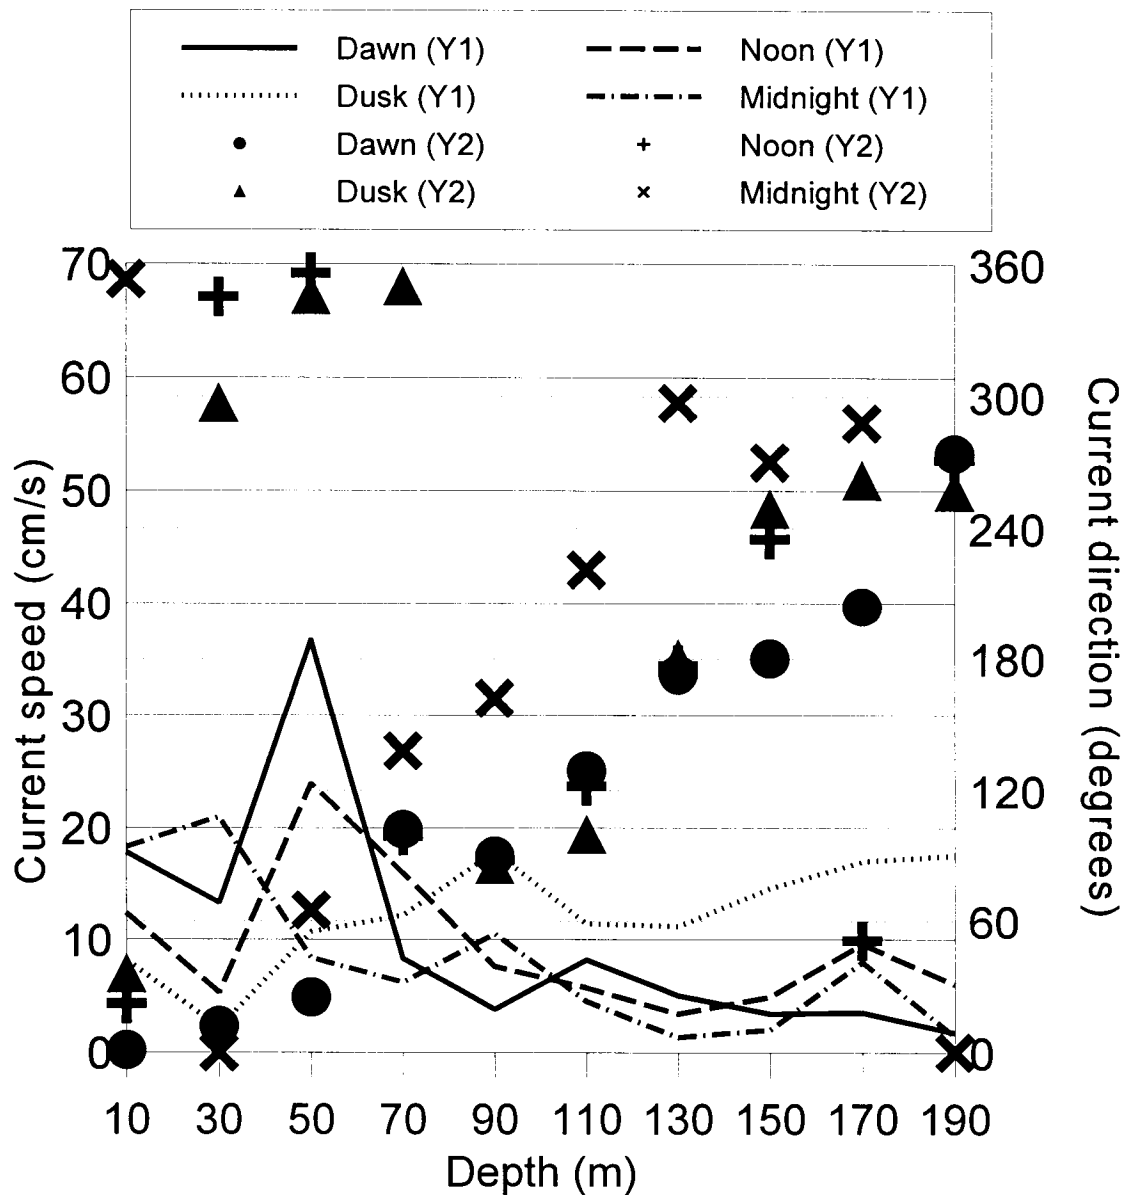 Dawn (Y1) Noon (Y1)
Dusk (Y1) Midnight (Y1)
Dawn (Y2) Noon (Y2)
Dusk (Y2) Midnight (Y2)
70 360
60 300
50 240
40 180
30 120
20 60
10 0
0
Current speed (cm/s)
Current direction (degrees)
10 30 50 70 90 110 130 150 170 190
Depth (m)